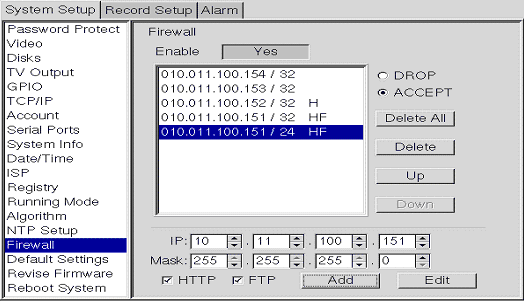 System Setup Record Setup Alarm
Password Protect
Video
Disks
TV Output
GPIO
TCP/IP
Account
Serial Ports
System Info
Date/Time
ISP
Registry
Running Mode
Algorithm
NTP Setup
Firewall
Default Settings
Revise Firmware
Reboot System
Firewall
Enable Yes
010.011.100.154 / 32
010.011.100.153 / 32
010.011.100.152 / 32 H
010.011.100.151 / 32 HF
010.011.100.151 / 24 HF
DROP
ACCEPT
Delete All
Delete
Up
Down
IP: 10 . 11 . 100 . 151
Mask: 255 . 255 . 255 . 0
HTTP FTP Add Edit